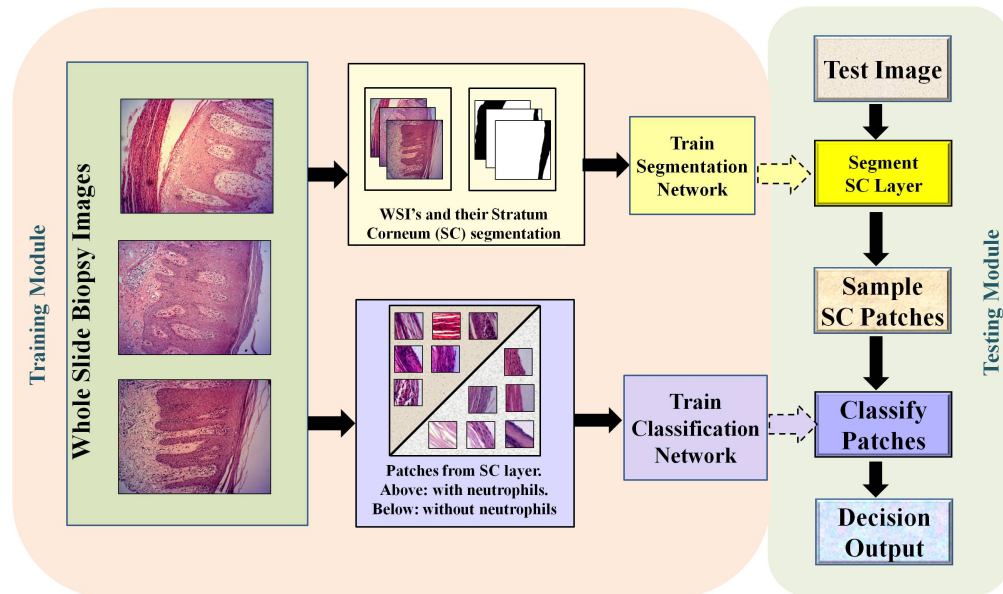 Training Module
Whole Slide Biopsy Images
WSI's and their Stratum
Corneum (SC) segmentation
Train
Segmentation
Network
Patches from SC layer.
Above: with neutrophils.
Below: without neutrophils
Train
Classification
Network
Test Image
Segment
SC Layer
Sample
SC Patches
Classify
Patches
Decision
Output
Testing Module